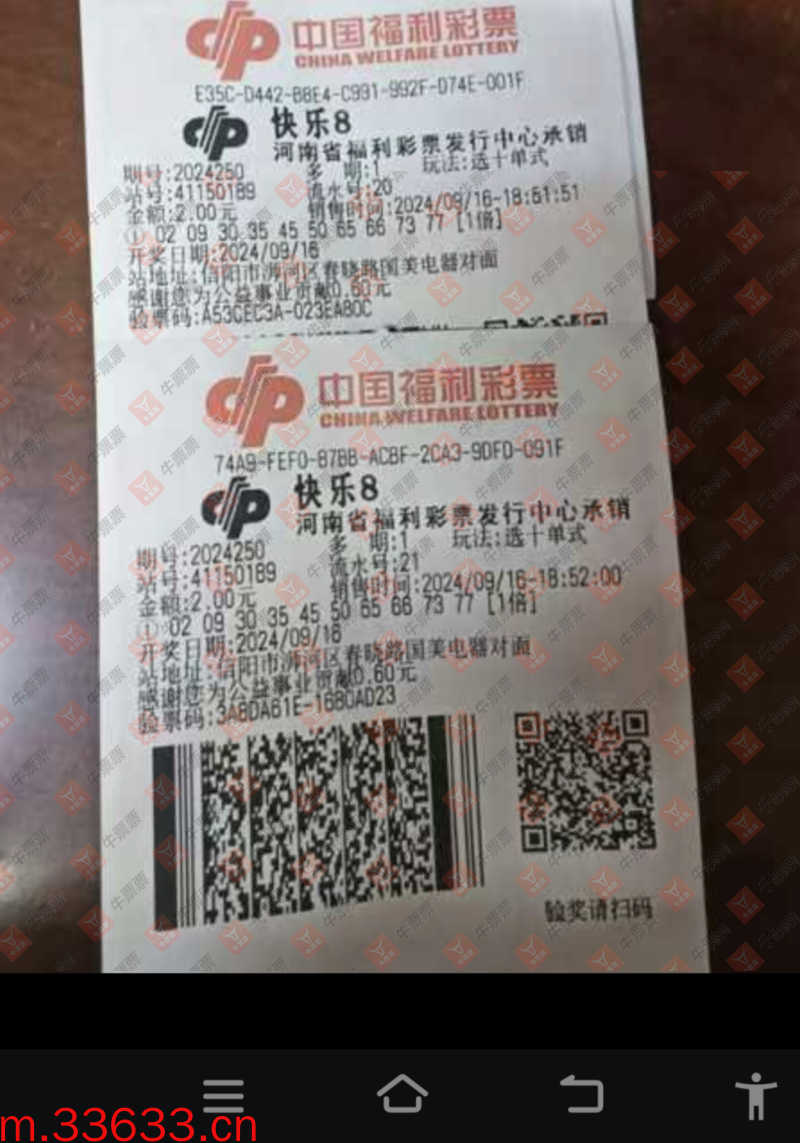 中国福利彩票
CHINA WELFARE LOTTERY
E35C-D442-B8E4-C991-992F-D74E-001F
快乐8
河南省福利彩票发行中心承销
期号:2024250 多 期:1 玩法:选十单式
站号:41150189 流水号:20
金额:2.00元 销售时间:2024/09/16-18:51:51
① 02 09 30 35 45 50 65 66 73 77 [1倍]
开奖日期:2024/09/16
站地址:信阳市浉河区春晓路国美电器对面
感谢您为公益事业贡献0.60元
验票码:A53CEC3A-023EA80C
中国福利彩票
CHINA WELFARE LOTTERY
74A9-FEF0-87BB-ACBF-2CA3-9DFD-091F
快乐8
河南省福利彩票发行中心承销
期号:2024250 多 期:1 玩法:选十单式
站号:41150189 流水号:21
金额:2.00元 销售时间:2024/09/16-18:52:00
① 02 09 30 35 45 50 65 66 73 77 [1倍]
开奖日期:2024/09/16
站地址:信阳市浉河区春晓路国美电器对面
感谢您为公益事业贡献0.60元
验票码:3A8DA61E-1680AD23
验奖请扫码
牛票票
m.33633.cn